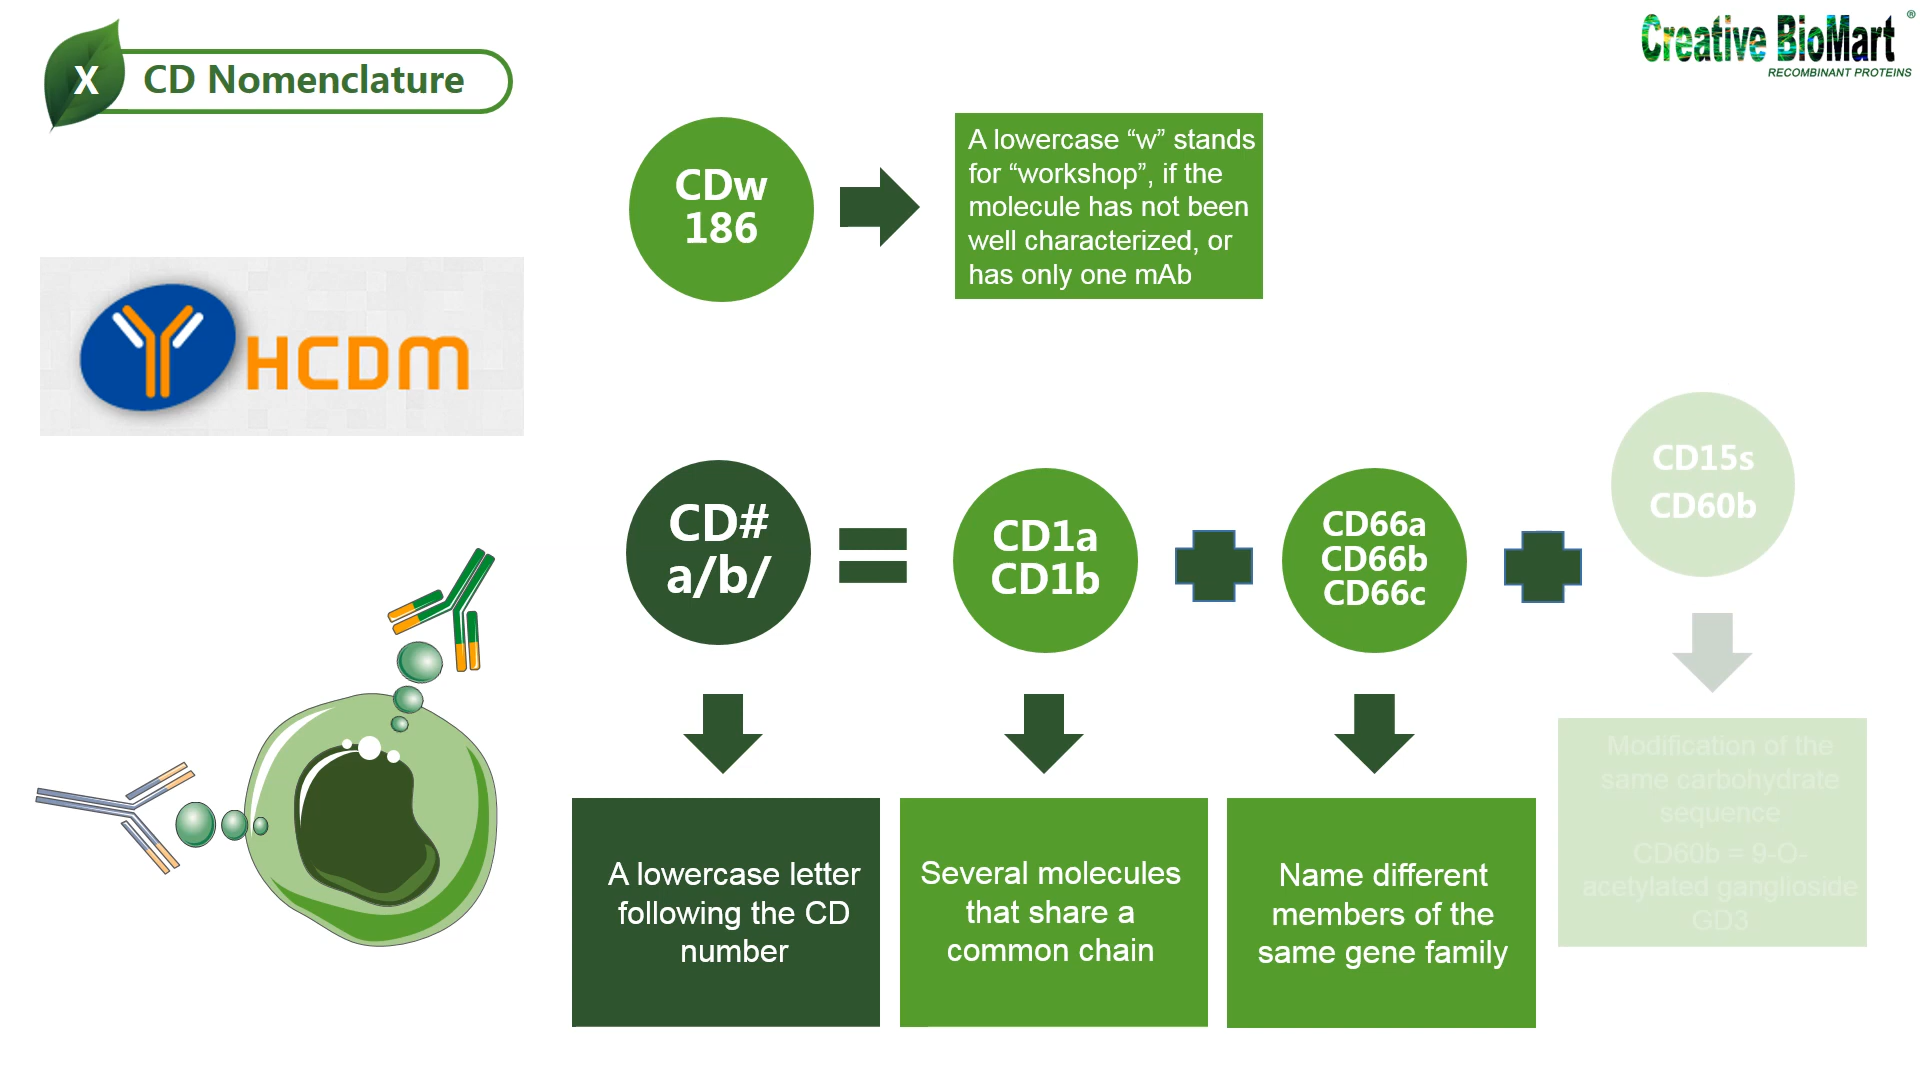 X
CD Nomenclature
Creative BioMart®
RECOMBINANT PROTEINS
CDw
186
A lowercase “w” stands
for “workshop”, if the
molecule has not been
well characterized, or
has only one mAb
HCDM
CD#
a/b/
=
CD1a
CD1b
CD66a
CD66b
CD66c
CD15s
CD60b
A lowercase letter
following the CD
number
Several molecules
that share a
common chain
Name different
members of the
same gene family
Modification of the
same carbohydrate
sequence
CD60b = 9-O-
acetylated ganglioside
GD3